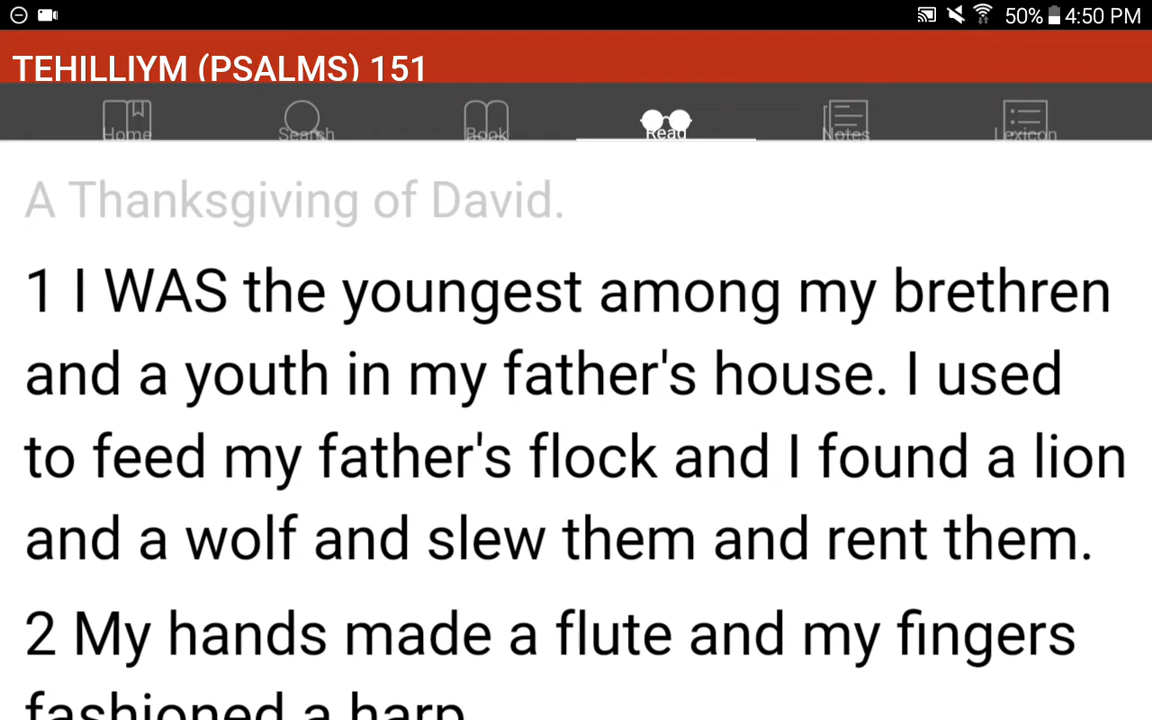 50% 4:50 PM
TEHILLIYM (PSALMS) 151
Home Search Book Read Notes Lexicon
A Thanksgiving of David.
1 I WAS the youngest among my brethren
and a youth in my father's house. I used
to feed my father's flock and I found a lion
and a wolf and slew them and rent them.
2 My hands made a flute and my fingers
fashioned a harp